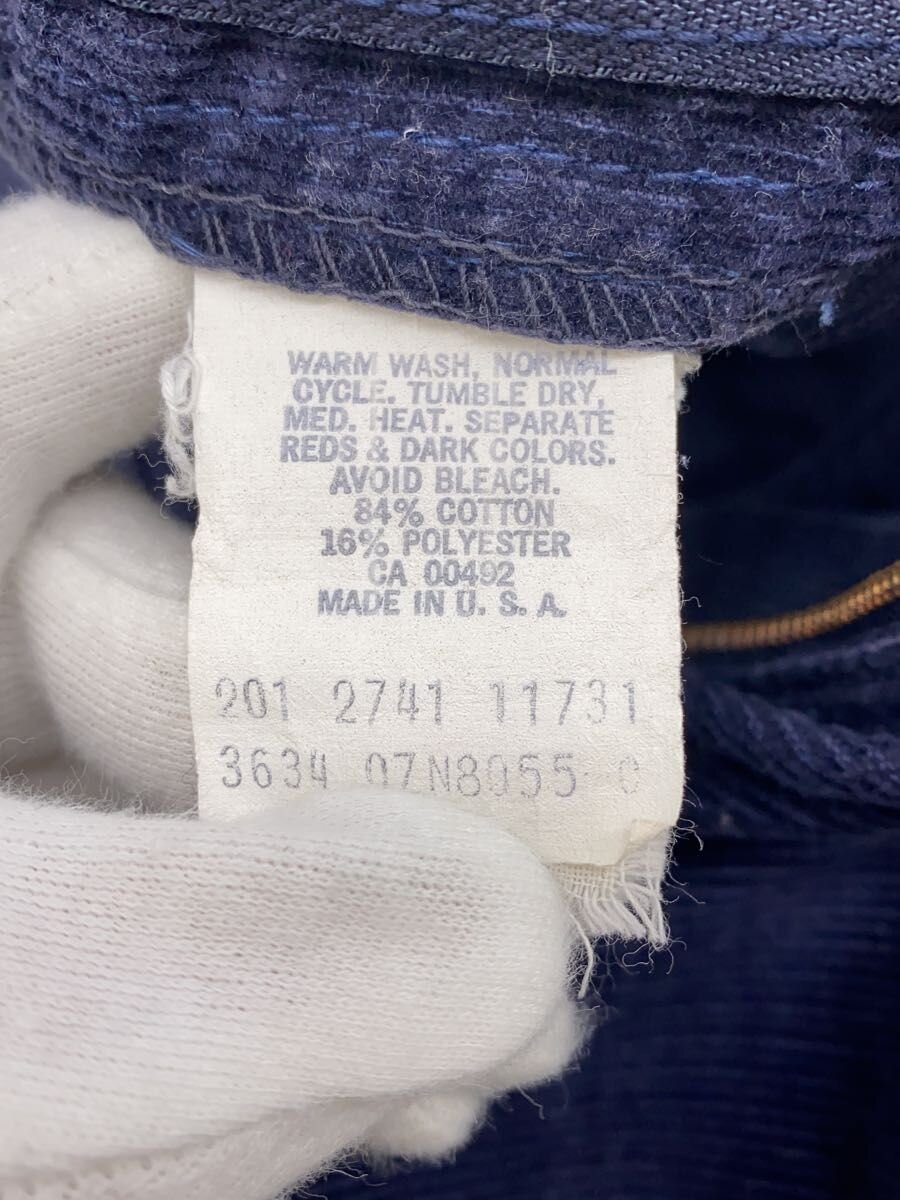 WARM WASH, NORMAL
CYCLE. TUMBLE DRY,
MED. HEAT. SEPARATE
REDS & DARK COLORS.
AVOID BLEACH.
84% COTTON
16% POLYESTER
CA 00492
MADE IN U. S. A.
201 2741 11731
3634 07N8055 C